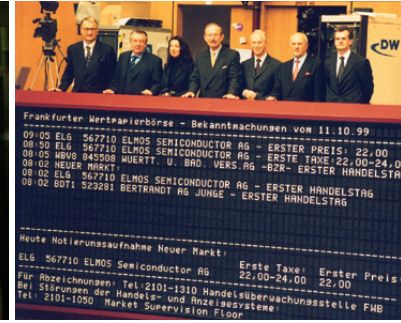 DW
Frankfurter Wertpapierbörse - Bekanntmachungen vom 11.10.99
09:05 ELG 567710 ELMOS SEMICONDUCTOR AG - ERSTER PREIS: 22,00
08:50 ELG 567710 ELMOS SEMICONDUCTOR AG - ERSTE TAXE: 22,00-24,0
08:05 WBV8 845508 WUERTT. U. BAD. VERS.AG -BZR- ERSTER HANDELSTA
08:02 NEUER MARKT:
08:02 ELG 567710 ELMOS SEMICONDUCTOR AG - ERSTER HANDELSTAG
08:02 BDT1 523281 BERTRANDT AG JUNGE - ERSTER HANDELSTAG
Heute Notierungsaufnahme Neuer Markt:
Erste Taxe: Erster Preis:
ELG 567710 ELMOS Semiconductor AG 22,00-24,00 22,00
Für Abzeichnungen: Tel:2101-1310 Handelsüberwachungsstelle FWB
Bei Störungen der Handels- und Anzeigesysteme:
Tel: 2101-1050 Market Supervision Floor